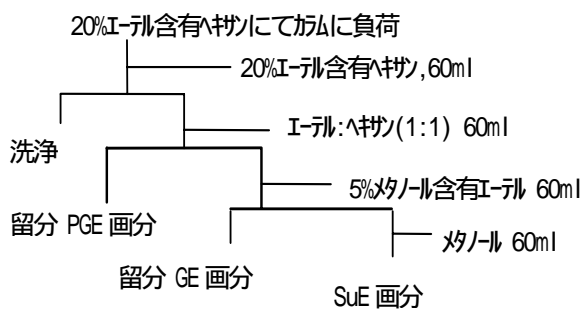 20%エーテル含有ヘキサンにてカラムに負荷
20%エーテル含有ヘキサン,60ml
エーテル:ヘキサン(1:1) 60ml
洗浄
5%メタノール含有エーテル 60ml
留分 PGE 画分
メタノール 60ml
留分 GE 画分
SuE 画分